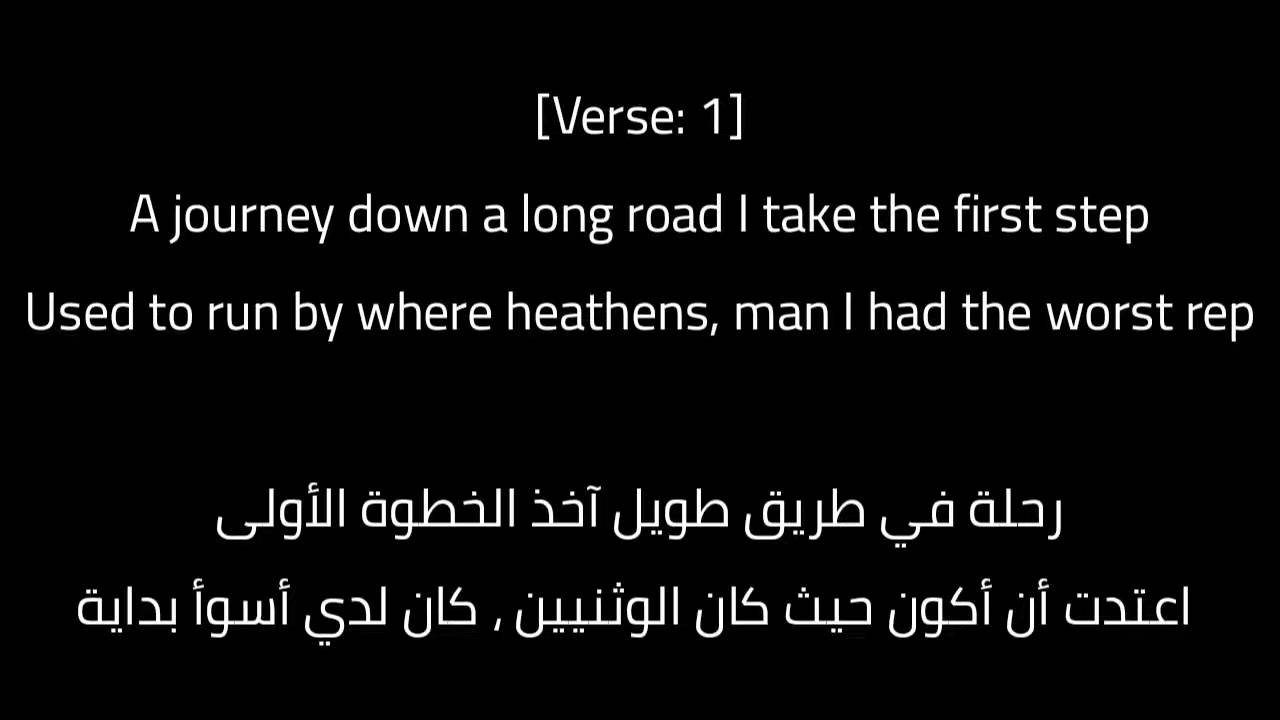 [Verse: 1]
A journey down a long road I take the first step
Used to run by where heathens, man I had the worst rep
رحلة في طريق طويل آخذ الخطوة الأولى
اعتدت أن أكون حيث كان الوثنيين , كان لدي أسوأ بداية